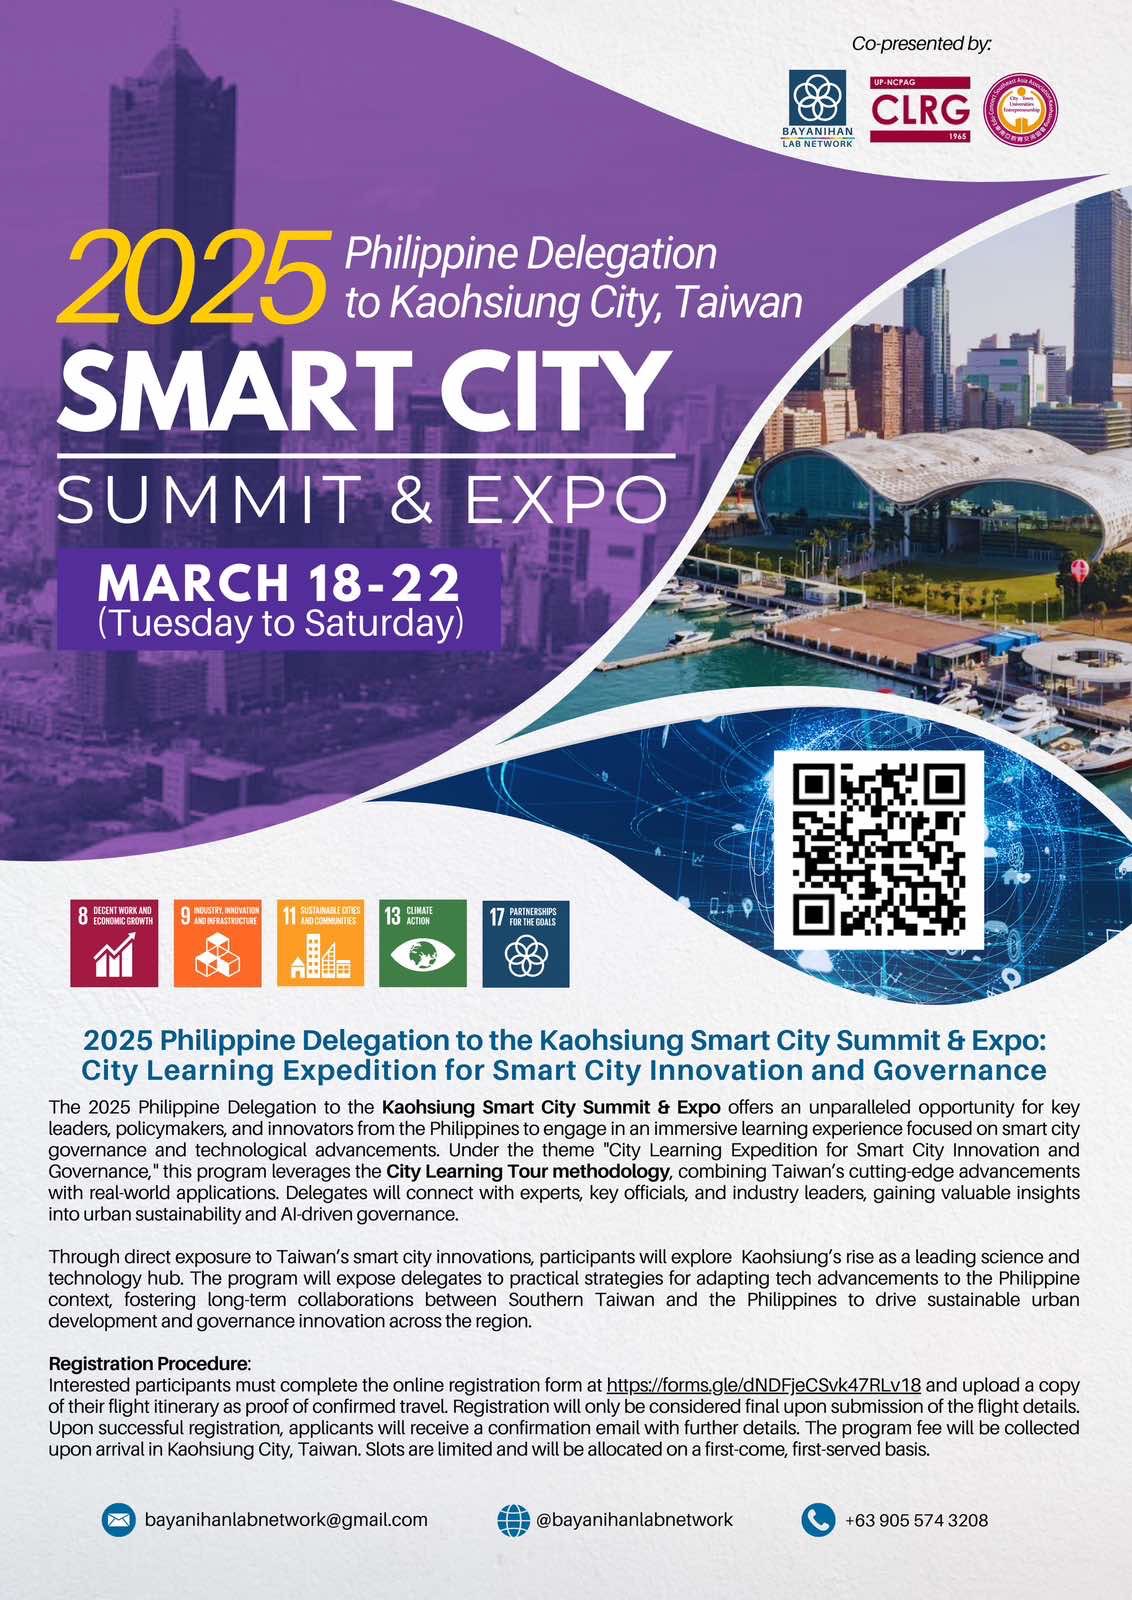 Co-presented by:
BAYANIHAN
LAB NETWORK
UP-NCPAG
CLRG
1965
City - Town
Universities
Entrepreneurship
2025
Philippine Delegation
to Kaohsiung City, Taiwan
SMART CITY
SUMMIT & EXPO
MARCH 18-22
(Tuesday to Saturday)
8 DECENT WORK AND
ECONOMIC GROWTH
9 INDUSTRY, INNOVATION
AND INFRASTRUCTURE
11 SUSTAINABLE CITIES
AND COMMUNITIES
13 CLIMATE
ACTION
17 PARTNERSHIPS
FOR THE GOALS
2025 Philippine Delegation to the Kaohsiung Smart City Summit & Expo:
City Learning Expedition for Smart City Innovation and Governance
The 2025 Philippine Delegation to the Kaohsiung Smart City Summit & Expo offers an unparalleled opportunity for key
leaders, policymakers, and innovators from the Philippines to engage in an immersive learning experience focused on smart city
governance and technological advancements. Under the theme "City Learning Expedition for Smart City Innovation and
Governance," this program leverages the City Learning Tour methodology, combining Taiwan's cutting-edge advancements
with real-world applications. Delegates will connect with experts, key officials, and industry leaders, gaining valuable insights
into urban sustainability and AI-driven governance.
Through direct exposure to Taiwan's smart city innovations, participants will explore Kaohsiung's rise as a leading science and
technology hub. The program will expose delegates to practical strategies for adapting tech advancements to the Philippine
context, fostering long-term collaborations between Southern Taiwan and the Philippines to drive sustainable urban
development and governance innovation across the region.
Registration Procedure:
Interested participants must complete the online registration form at https://forms.gle/dNDFjeCSvk47RLv18 and upload a copy
of their flight itinerary as proof of confirmed travel. Registration will only be considered final upon submission of the flight details.
Upon successful registration, applicants will receive a confirmation email with further details. The program fee will be collected
upon arrival in Kaohsiung City, Taiwan. Slots are limited and will be allocated on a first-come, first-served basis.
bayanihanlabnetwork@gmail.com
@bayanihanlabnetwork
+63 905 574 3208